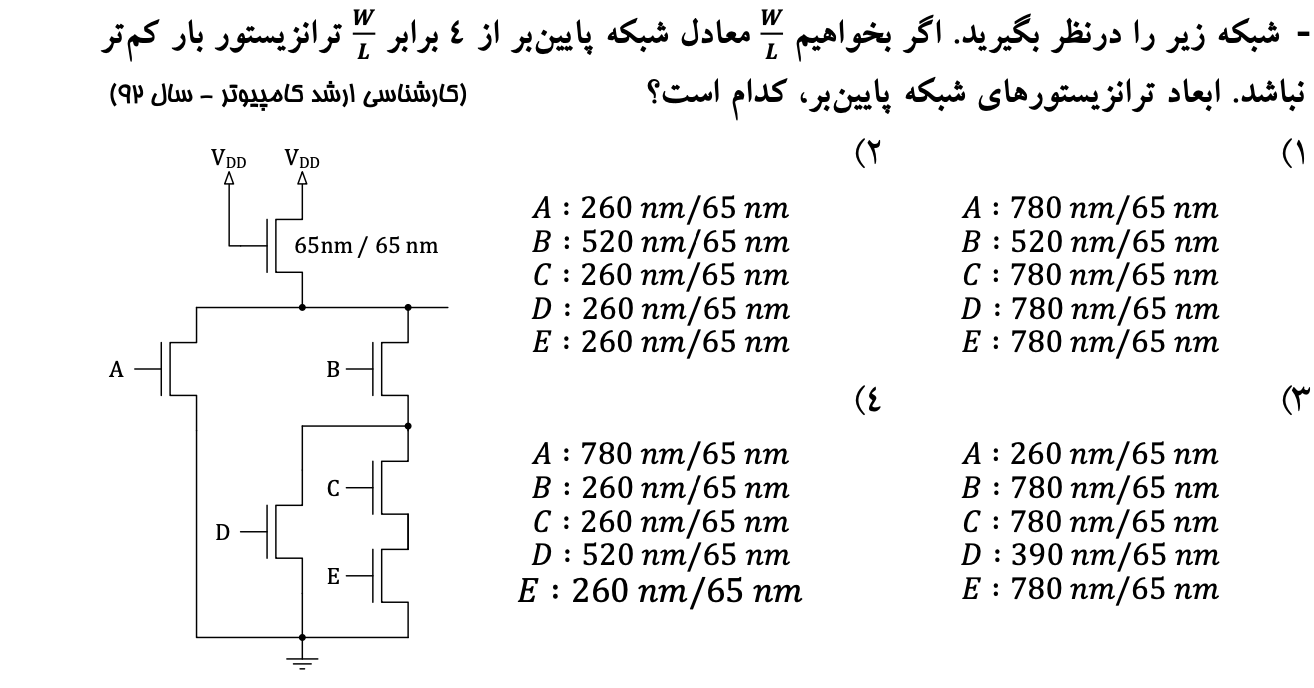 - شبکه زیر را درنظر بگیرید. اگر بخواهیم W/L معادل شبکه پایین‌بر از ٤ برابر W/L ترانزیستور بار کم‌تر
نباشد. ابعاد ترانزیستورهای شبکه پایین‌بر، کدام است؟ (کارشناسی ارشد کامپیوتر – سال ۹۲)
۱)
A : 780 nm/65 nm
B : 520 nm/65 nm
C : 780 nm/65 nm
D : 780 nm/65 nm
E : 780 nm/65 nm
۲)
A : 260 nm/65 nm
B : 520 nm/65 nm
C : 260 nm/65 nm
D : 260 nm/65 nm
E : 260 nm/65 nm
۳)
A : 260 nm/65 nm
B : 780 nm/65 nm
C : 780 nm/65 nm
D : 390 nm/65 nm
E : 780 nm/65 nm
٤)
A : 780 nm/65 nm
B : 260 nm/65 nm
C : 260 nm/65 nm
D : 520 nm/65 nm
E : 260 nm/65 nm
VDD VDD
65nm / 65 nm
A
B
C
D
E